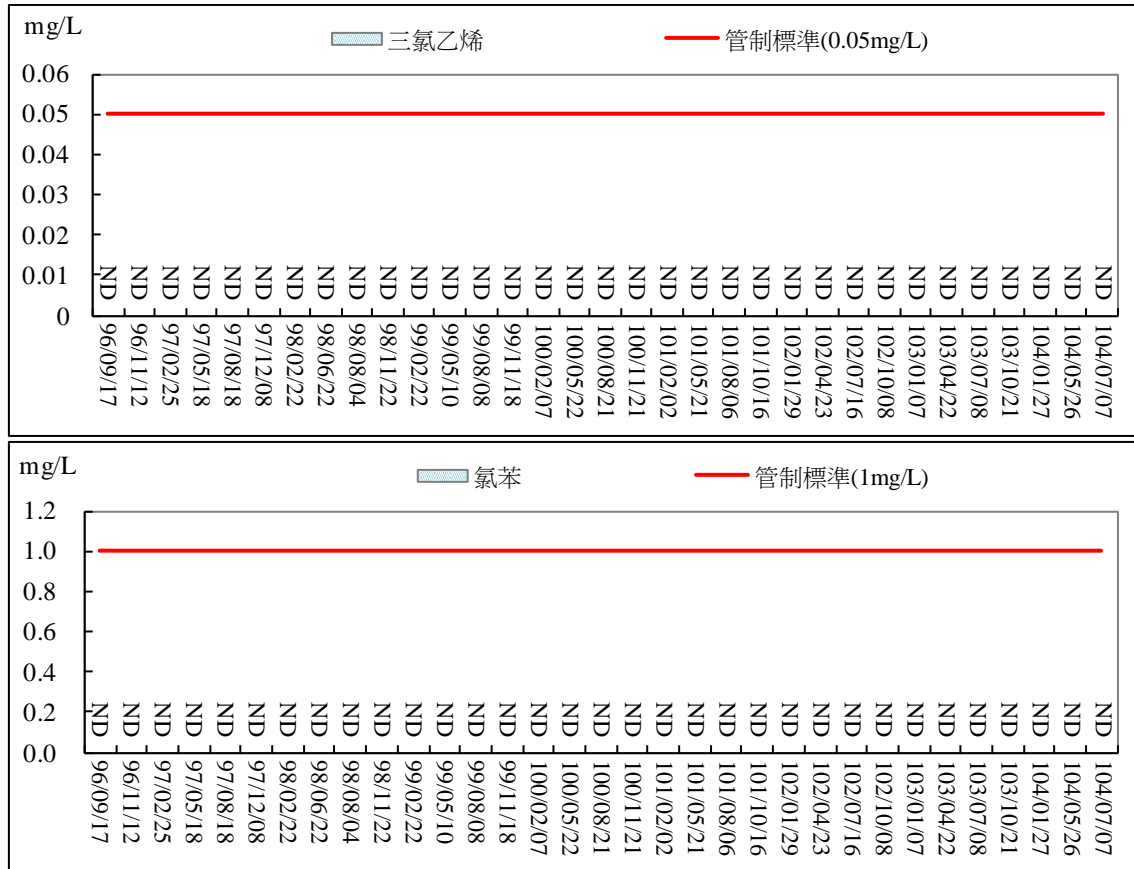 mg/L
三氯乙烯 管制標準(0.05mg/L)
0.06
0.05
0.04
0.03
0.02
0.01
0
ND ND ND ND ND ND ND ND ND ND ND ND ND ND ND ND ND ND ND ND ND ND ND ND ND ND ND ND ND ND ND ND ND
96/09/17 96/11/12 97/02/25 97/05/18 97/08/18 97/12/08 98/02/22 98/06/22 98/08/04 98/11/22 99/02/22 99/05/10 99/08/08 99/11/18 100/02/07 100/05/22 100/08/21 100/11/21 101/02/02 101/05/21 101/08/06 101/10/16 102/01/29 102/04/23 102/07/16 102/10/08 103/01/07 103/04/22 103/07/08 103/10/21 104/01/27 104/05/26 104/07/07
mg/L
氯苯 管制標準(1mg/L)
1.2
1.0
0.8
0.6
0.4
0.2
0.0
ND ND ND ND ND ND ND ND ND ND ND ND ND ND ND ND ND ND ND ND ND ND ND ND ND ND ND ND ND ND ND ND ND
96/09/17 96/11/12 97/02/25 97/05/18 97/08/18 97/12/08 98/02/22 98/06/22 98/08/04 98/11/22 99/02/22 99/05/10 99/08/08 99/11/18 100/02/07 100/05/22 100/08/21 100/11/21 101/02/02 101/05/21 101/08/06 101/10/16 102/01/29 102/04/23 102/07/16 102/10/08 103/01/07 103/04/22 103/07/08 103/10/21 104/01/27 104/05/26 104/07/07